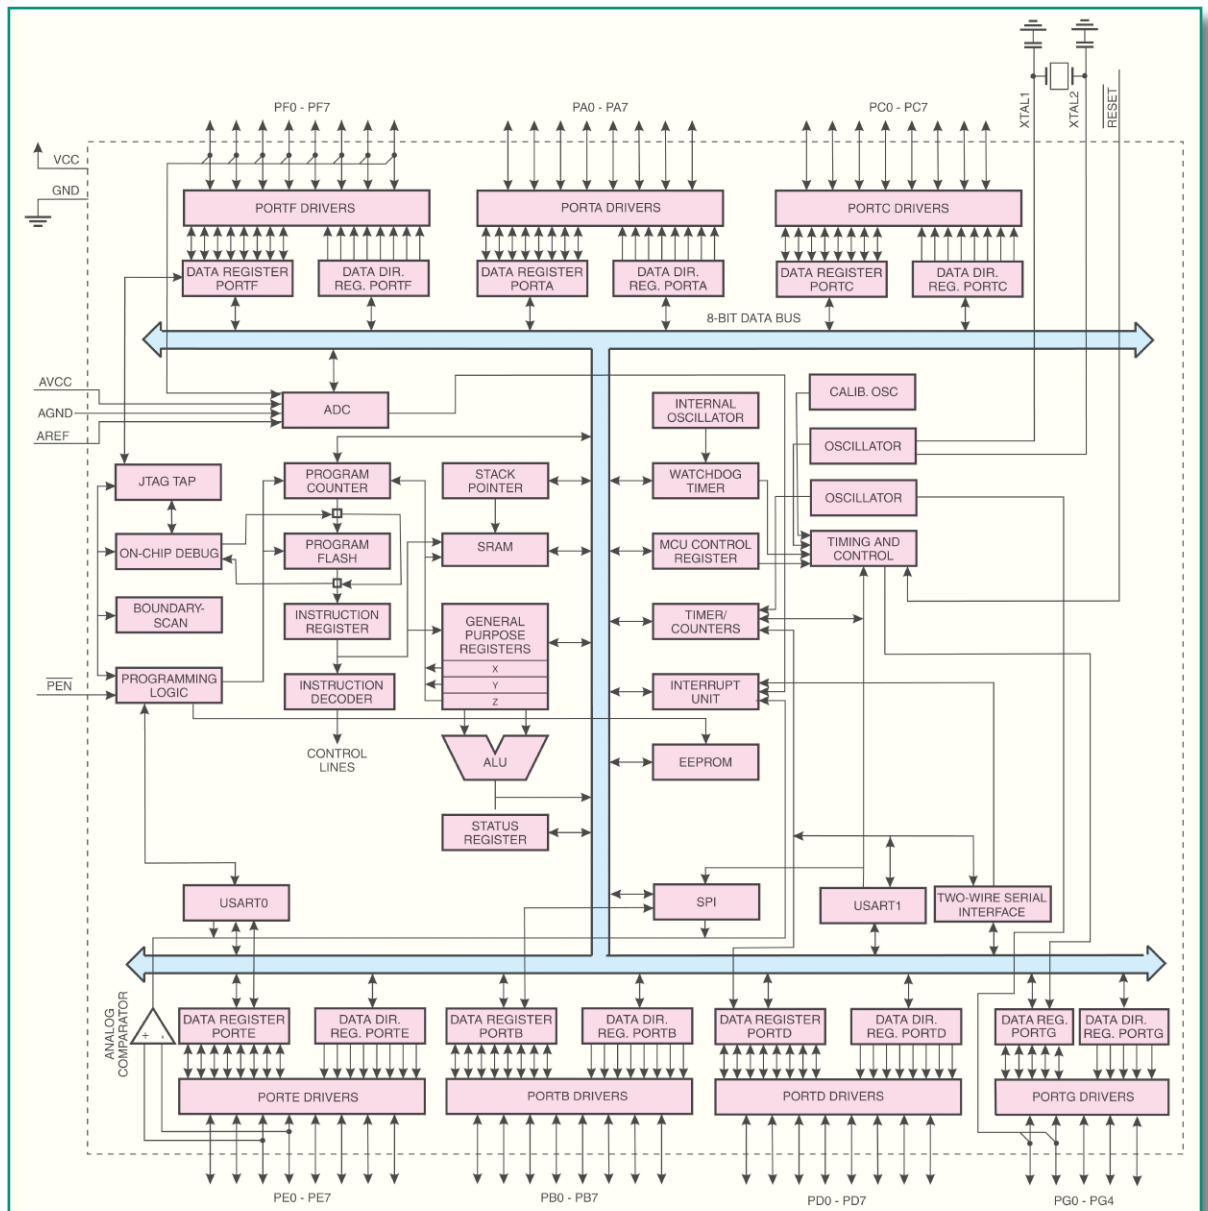 XTAL1
XTAL2
RESET
PF0 - PF7
PA0 - PA7
PC0 - PC7
VCC
GND
PORTF DRIVERS
PORTA DRIVERS
PORTC DRIVERS
DATA REGISTER
PORTF
DATA DIR.
REG. PORTF
DATA REGISTER
PORTA
DATA DIR.
REG. PORTA
DATA REGISTER
PORTC
DATA DIR.
REG. PORTC
8-BIT DATA BUS
AVCC
AGND
AREF
ADC
INTERNAL
OSCILLATOR
CALIB. OSC
OSCILLATOR
JTAG TAP
PROGRAM
COUNTER
STACK
POINTER
WATCHDOG
TIMER
OSCILLATOR
ON-CHIP DEBUG
PROGRAM
FLASH
SRAM
MCU CONTROL
REGISTER
TIMING AND
CONTROL
BOUNDARY-
SCAN
INSTRUCTION
REGISTER
GENERAL
PURPOSE
REGISTERS
X
Y
Z
TIMER/
COUNTERS
PEN
PROGRAMMING
LOGIC
INSTRUCTION
DECODER
INTERRUPT
UNIT
CONTROL
LINES
ALU
EEPROM
STATUS
REGISTER
USART0
SPI
USART1
TWO-WIRE SERIAL
INTERFACE
ANALOG
COMPARATOR
+
-
DATA REGISTER
PORTE
DATA DIR.
REG. PORTE
DATA REGISTER
PORTB
DATA DIR.
REG. PORTB
DATA REGISTER
PORTD
DATA DIR.
REG. PORTD
DATA REG.
PORTG
DATA DIR.
REG. PORTG
PORTE DRIVERS
PORTB DRIVERS
PORTD DRIVERS
PORTG DRIVERS
PE0 - PE7
PB0 - PB7
PD0 - PD7
PG0 - PG4